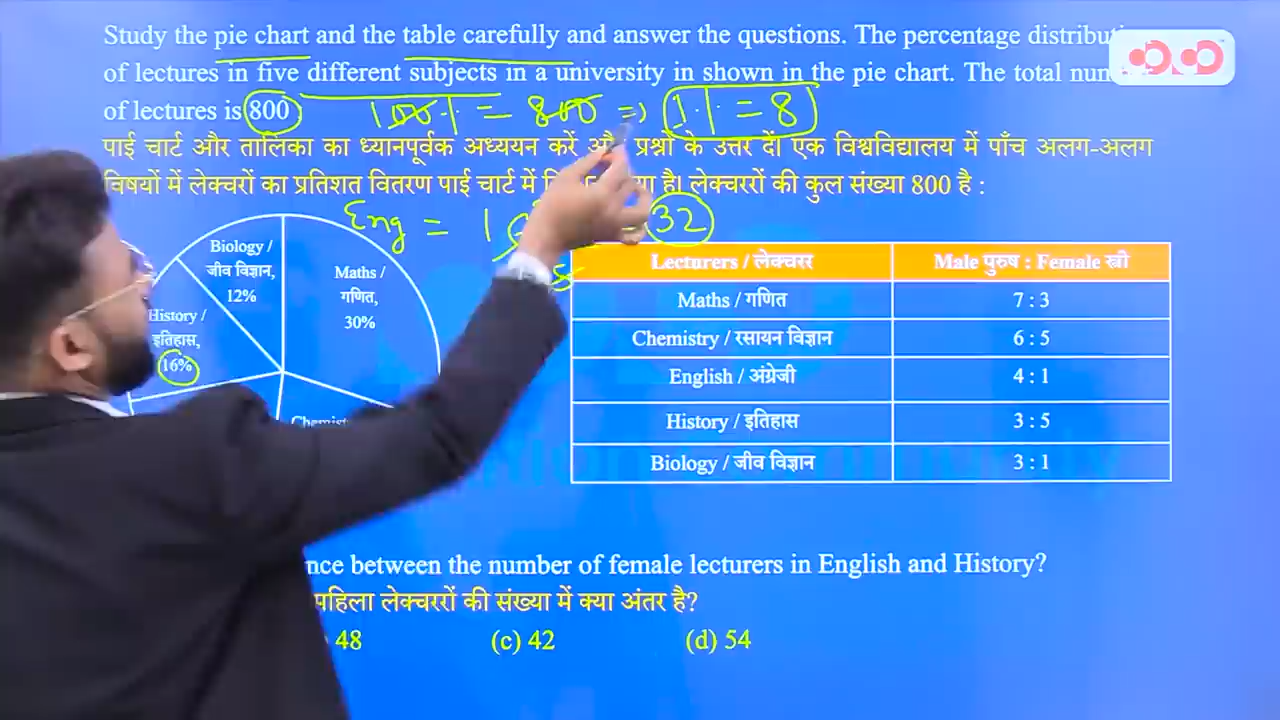 Study the pie chart and the table carefully and answer the questions. The percentage
of lectures in five different subjects in a university in shown in the pie chart. The total
of lectures is 800 100% = 800 ⇒ 1% = 8
पाई चार्ट और तालिका का ध्यानपूर्वक अध्ययन करें और प्रश्नों के उत्तर दें। एक विश्वविद्यालय में पाँच अलग-अलग
विषयों में लेक्चरों का प्रतिशत वितरण पाई चार्ट में है। लेक्चररों की कुल संख्या 800 है :
Eng = 32
Biology /
जीव विज्ञान,
12%
Maths /
गणित,
30%
History /
इतिहास,
16%
Lecturers / लेक्चरर Male पुरुष : Female स्त्री
Maths / गणित 7 : 3
Chemistry / रसायन विज्ञान 6 : 5
English / अंग्रेजी 4 : 1
History / इतिहास 3 : 5
Biology / जीव विज्ञान 3 : 1
between the number of female lecturers in English and History?
लेक्चररों की संख्या में क्या अंतर है?
48 (c) 42 (d) 54